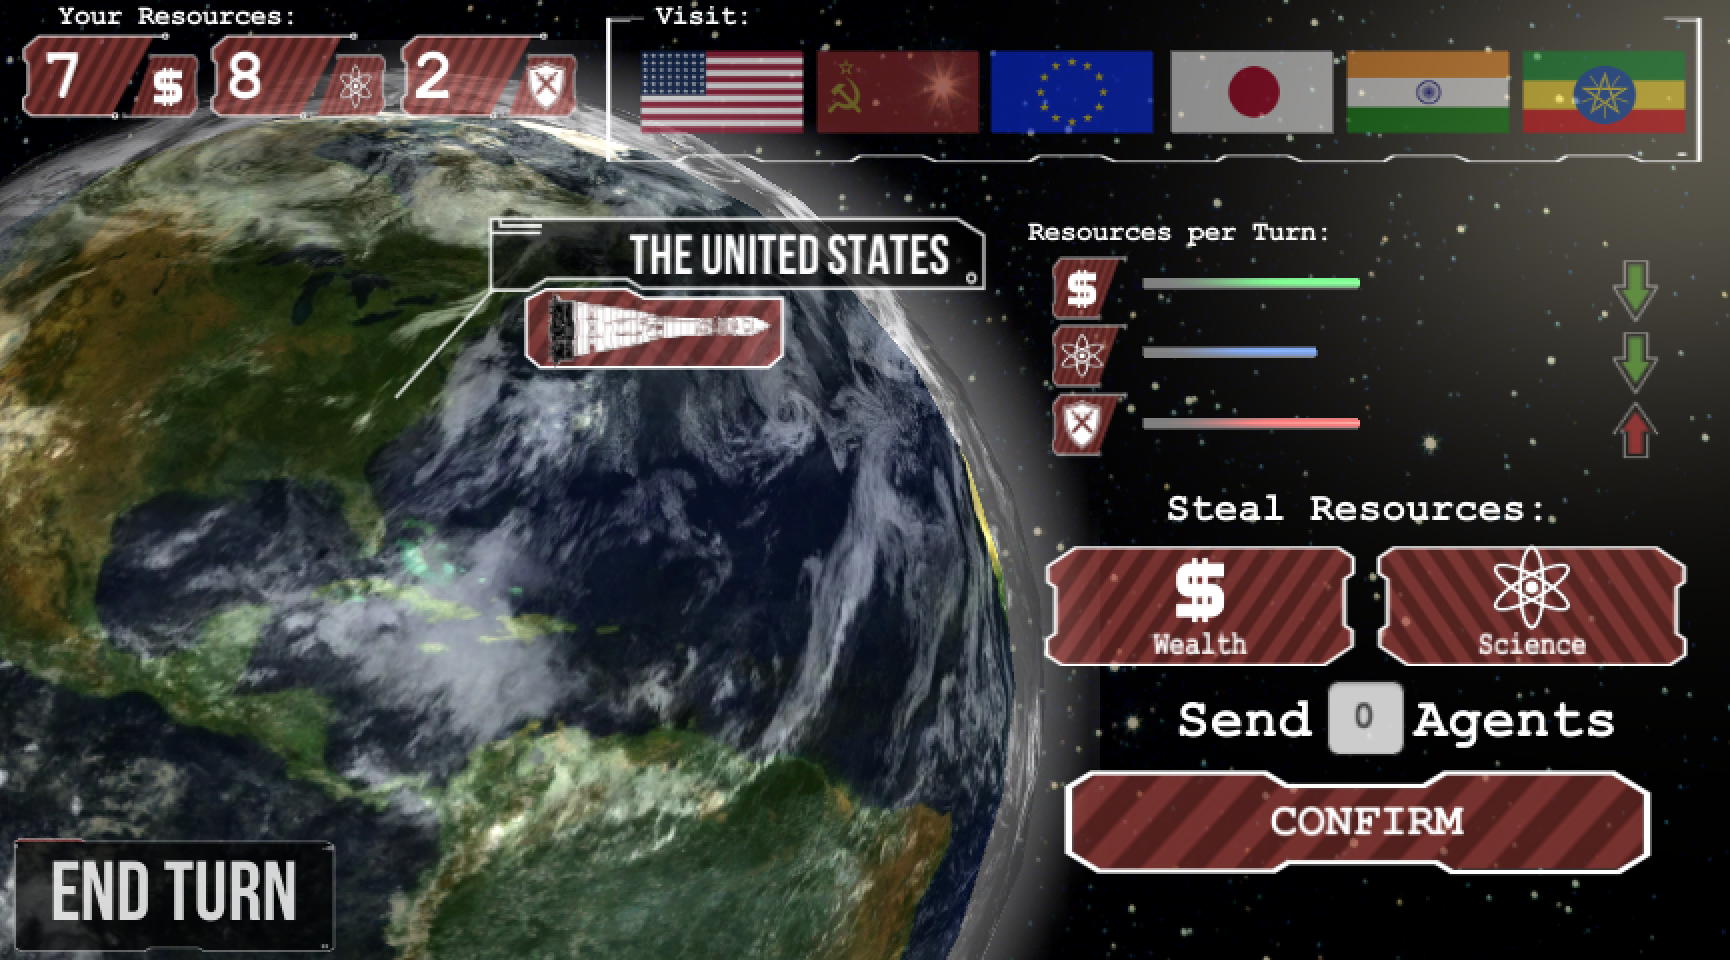 Your Resources:
Visit:
7 $ 8 2
THE UNITED STATES
Resources per Turn:
$
Steal Resources:
$
Wealth
Science
Send 0 Agents
CONFIRM
END TURN